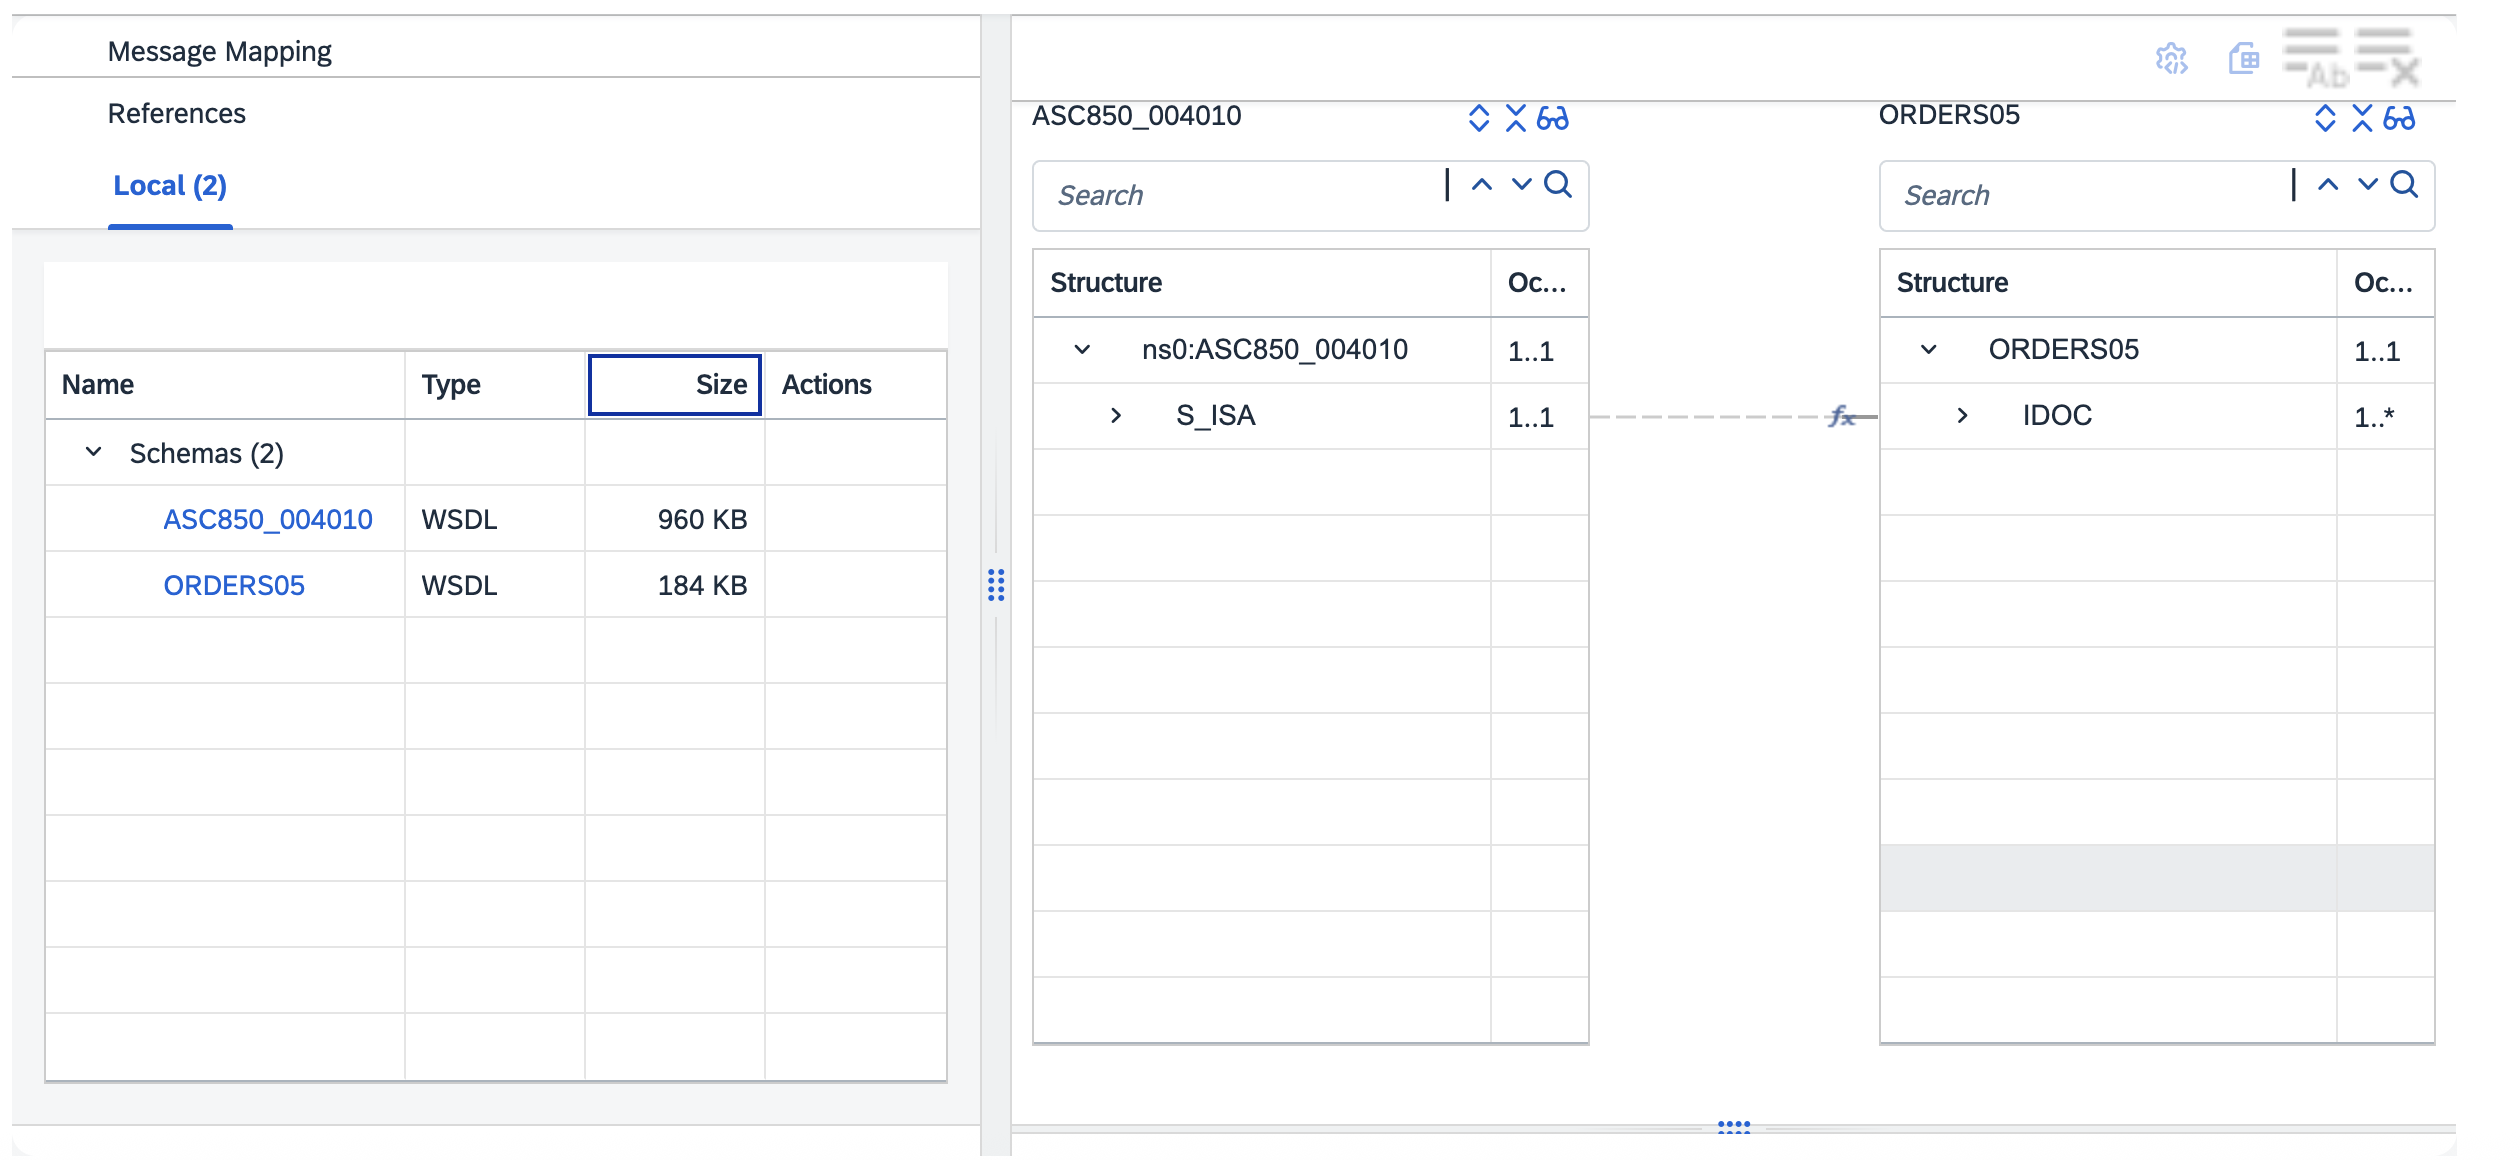 Message Mapping
References
Local (2)
Name Type Size Actions
Schemas (2)
ASC850_004010 WSDL 960 KB
ORDERS05 WSDL 184 KB
Ab
ASC850_004010
Search
Structure Oc...
ns0:ASC850_004010 1..1
S_ISA 1..1
fx
ORDERS05
Search
Structure Oc...
ORDERS05 1..1
IDOC 1..*